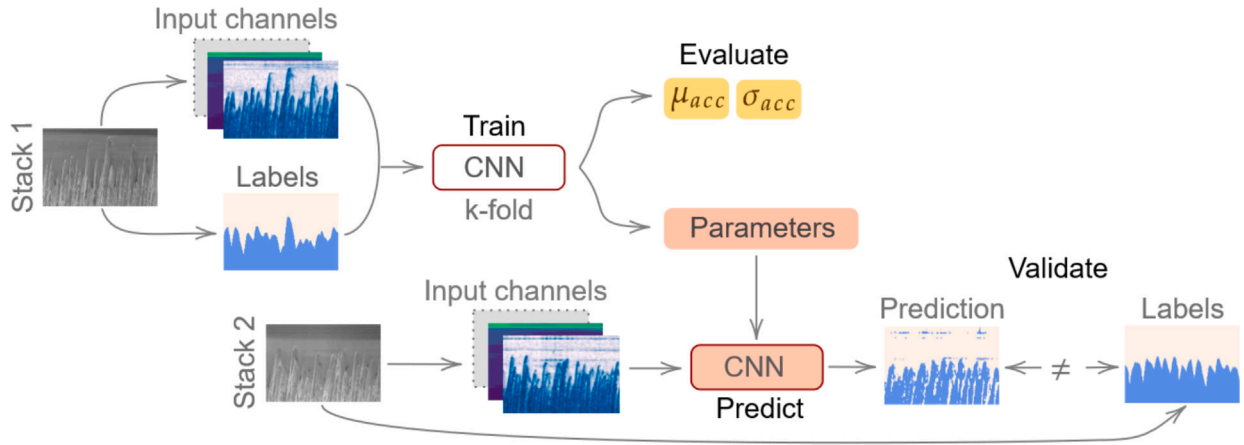 Input channels
Stack 1
Labels
Train
CNN
k-fold
Evaluate
μacc σacc
Parameters
Stack 2
Input channels
CNN
Predict
Validate
Prediction
≠
Labels